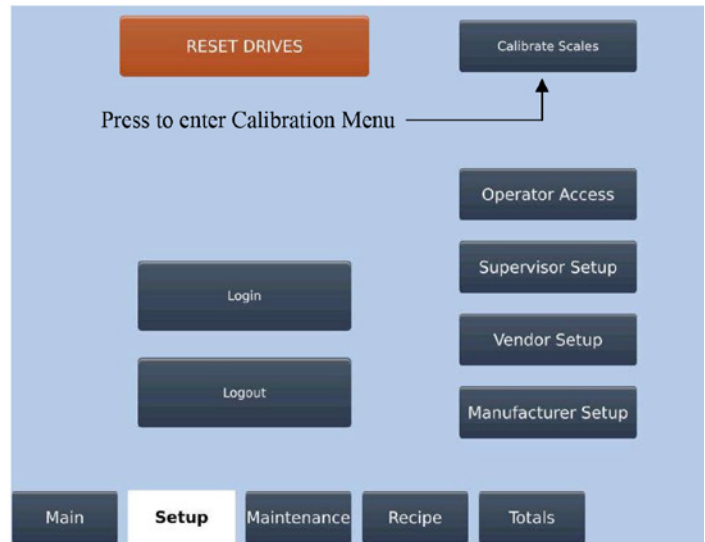 RESET DRIVES
Calibrate Scales
Press to enter Calibration Menu
Operator Access
Supervisor Setup
Login
Vendor Setup
Logout
Manufacturer Setup
Main
Setup
Maintenance
Recipe
Totals